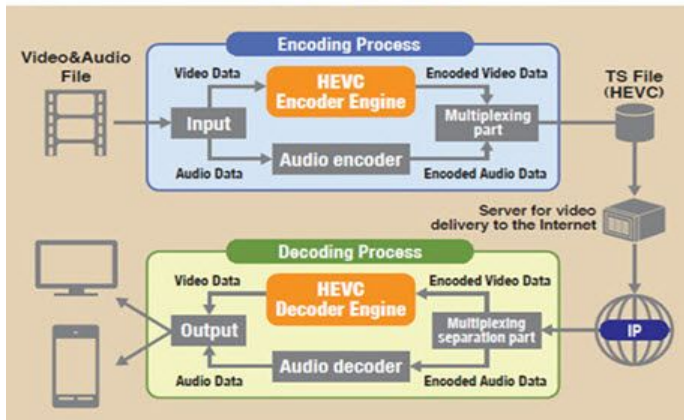 Encoding Process
Video&Audio
File
Video Data
HEVC
Encoder Engine
Encoded Video Data
TS File
(HEVC)
Input
Multiplexing
part
Audio encoder
Audio Data
Encoded Audio Data
Server for video
delivery to the Internet
Decoding Process
Video Data
HEVC
Decoder Engine
Encoded Video Data
Output
Multiplexing
separation part
IP
Audio decoder
Audio Data
Encoded Audio Data